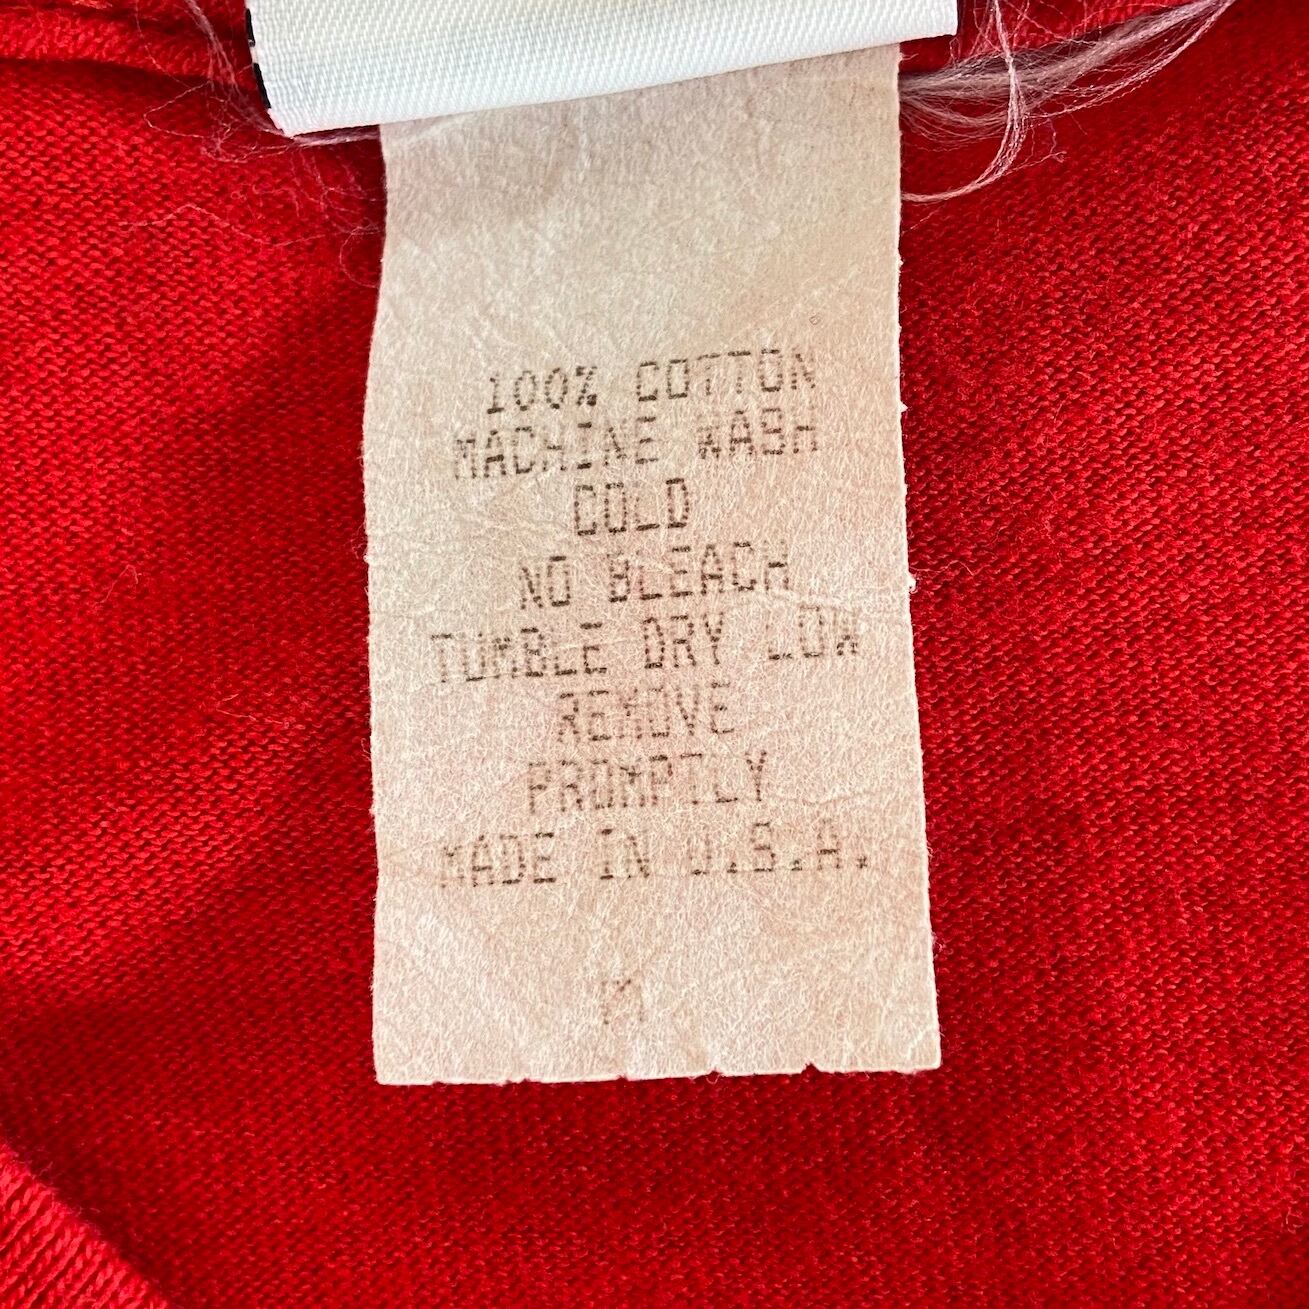 100% COTTON
MACHINE WASH
COLD
NO BLEACH
TUMBLE DRY LOW
REMOVE
PROMPTLY
MADE IN U.S.A.
M